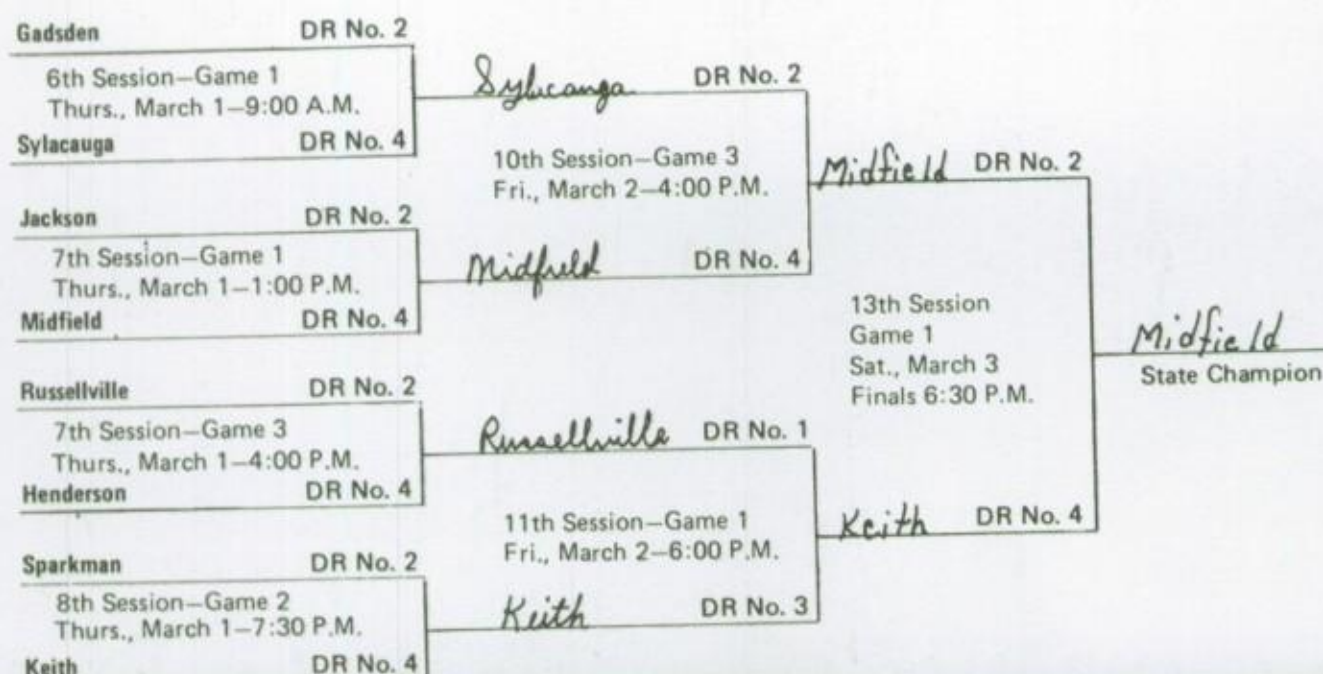 Gadsden DR No. 2
6th Session—Game 1
Thurs., March 1—9:00 A.M.
Sylacauga DR No. 4
Jackson DR No. 2
7th Session—Game 1
Thurs., March 1—1:00 P.M.
Midfield DR No. 4
Russellville DR No. 2
7th Session—Game 3
Thurs., March 1—4:00 P.M.
Henderson DR No. 4
Sparkman DR No. 2
8th Session—Game 2
Thurs., March 1—7:30 P.M.
Keith DR No. 4
Sylacauga DR No. 2
10th Session—Game 3
Fri., March 2—4:00 P.M.
Midfield DR No. 4
Russellville DR No. 1
11th Session—Game 1
Fri., March 2—6:00 P.M.
Keith DR No. 3
Midfield DR No. 2
13th Session
Game 1
Sat., March 3
Finals 6:30 P.M.
Keith DR No. 4
Midfield
State Champion